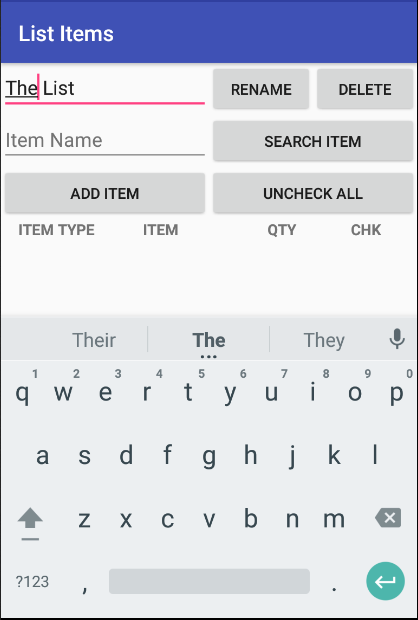 List Items
The List RENAME DELETE
Item Name SEARCH ITEM
ADD ITEM UNCHECK ALL
ITEM TYPE ITEM QTY CHK
Their The They
1 2 3 4 5 6 7 8 9 0
q w e r t y u i o p
a s d f g h j k l
z x c v b n m
?123 , .